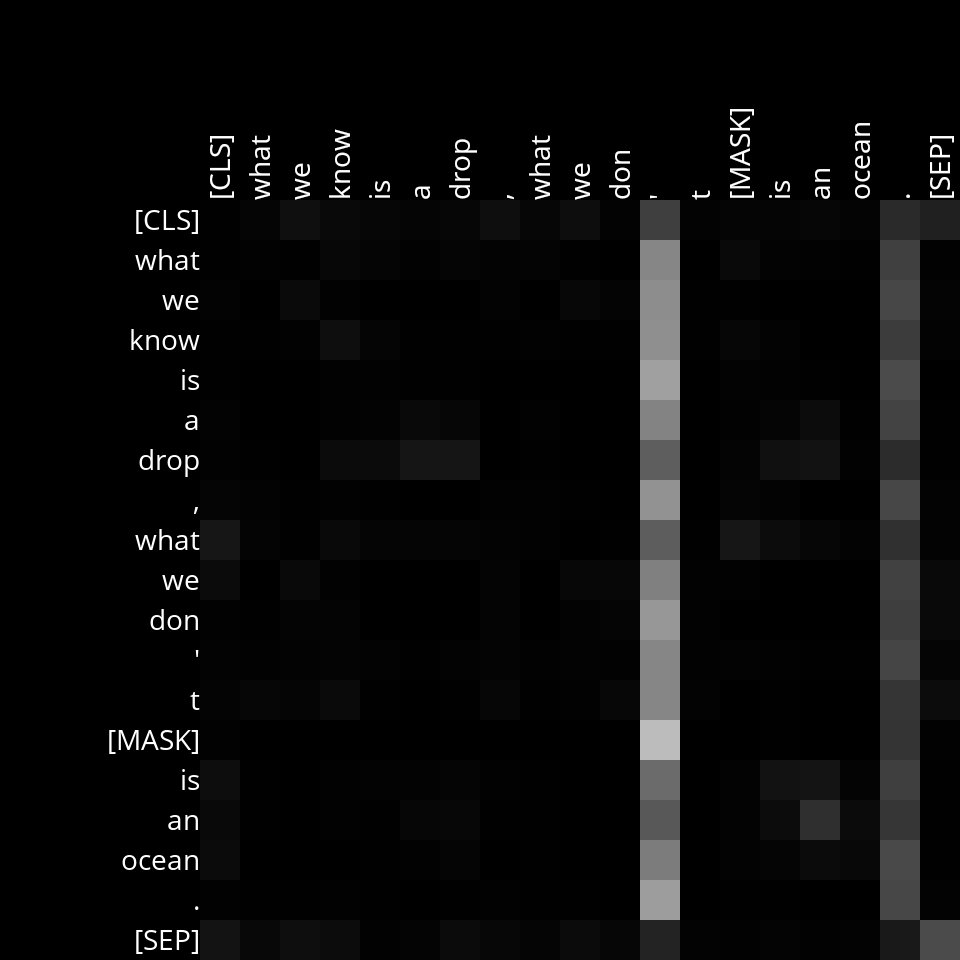 [CLS] what we know is a drop , what we don ' t [MASK] is an ocean . [SEP]
[CLS]
what
we
know
is
a
drop
,
what
we
don
'
t
[MASK]
is
an
ocean
.
[SEP]